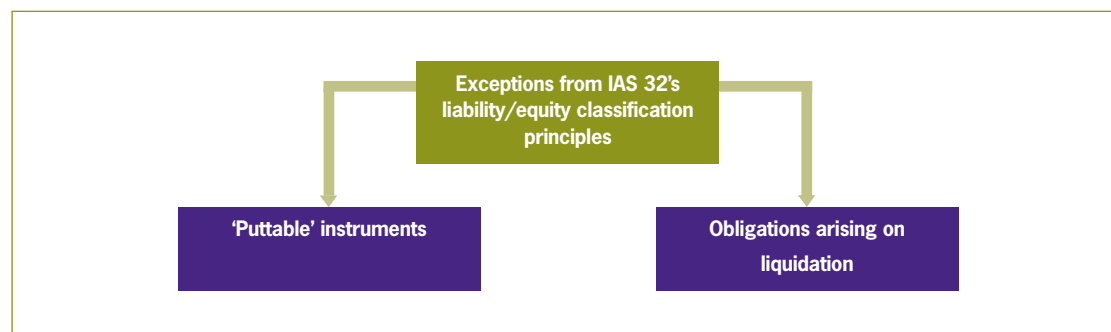 Exceptions from IAS 32’s
liability/equity classification
principles
‘Puttable’ instruments
Obligations arising on
liquidation